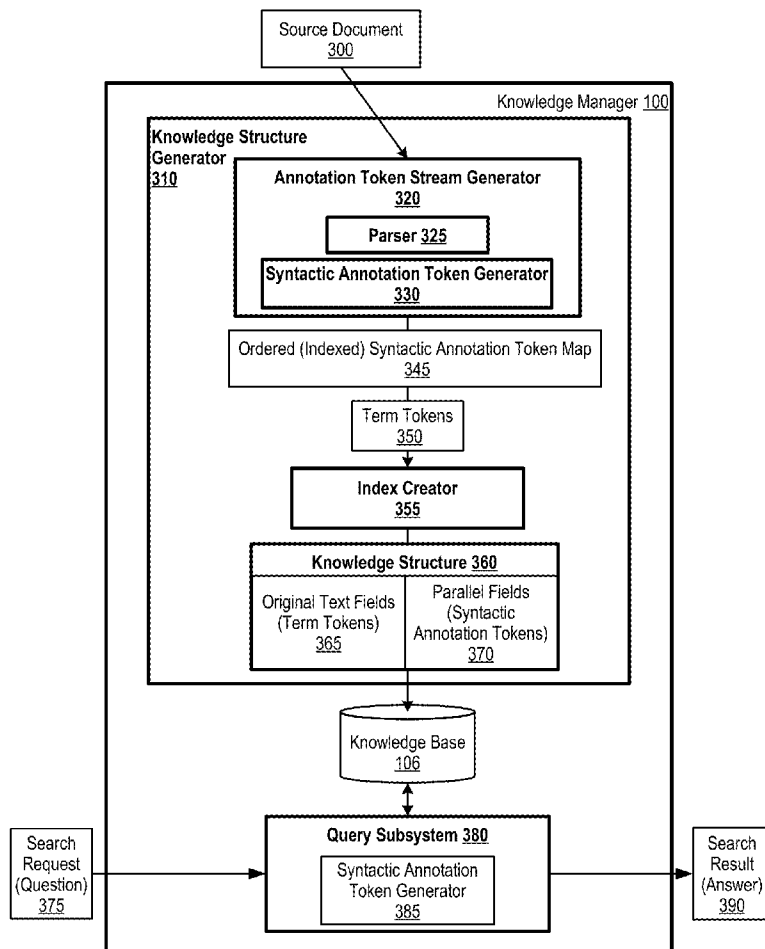 Source Document
300
Knowledge Manager 100
Knowledge Structure
Generator
310
Annotation Token Stream Generator
320
Parser 325
Syntactic Annotation Token Generator
330
Ordered (Indexed) Syntactic Annotation Token Map
345
Term Tokens
350
Index Creator
355
Knowledge Structure 360
Original Text Fields
(Term Tokens)
365
Parallel Fields
(Syntactic
Annotation Tokens)
370
Knowledge Base
106
Search
Request
(Question)
375
Query Subsystem 380
Syntactic Annotation
Token Generator
385
Search
Result
(Answer)
390